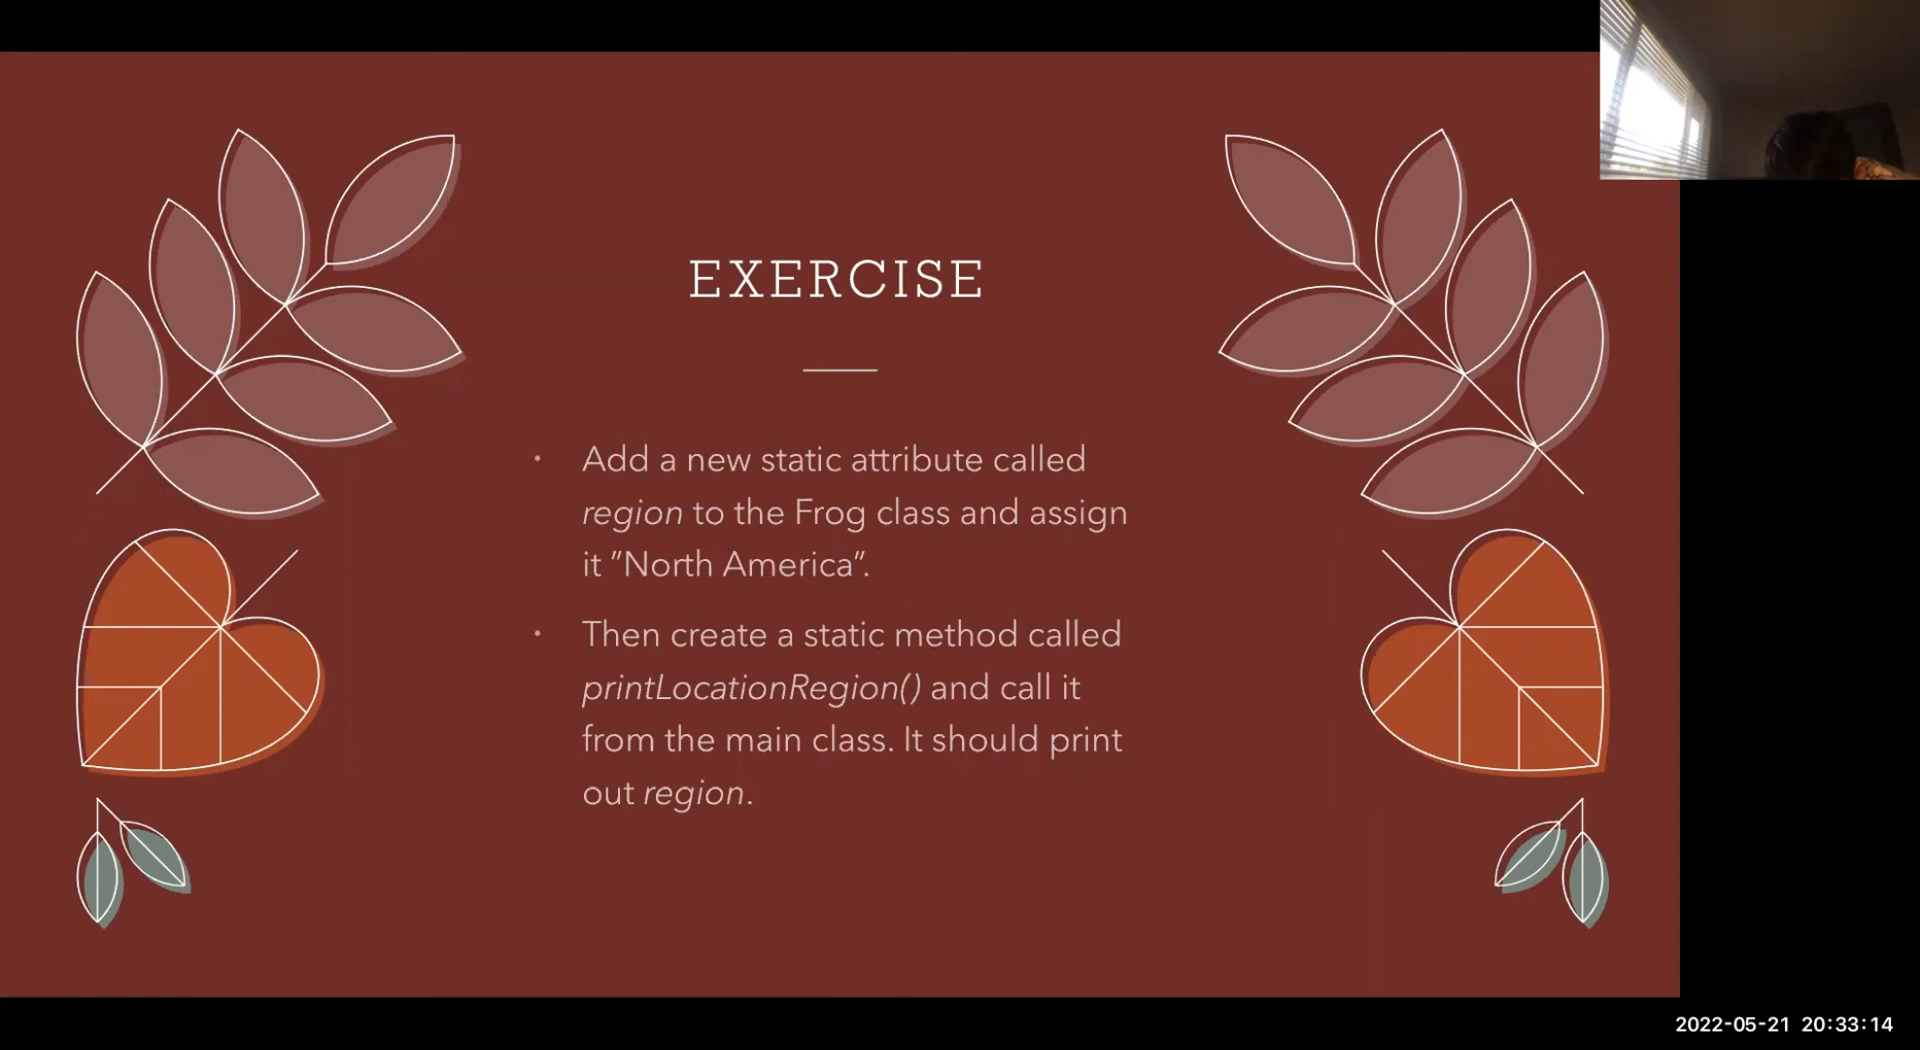 EXERCISE
• Add a new static attribute called
region to the Frog class and assign
it "North America".
• Then create a static method called
printLocationRegion() and call it
from the main class. It should print
out region.
2022-05-21 20:33:14